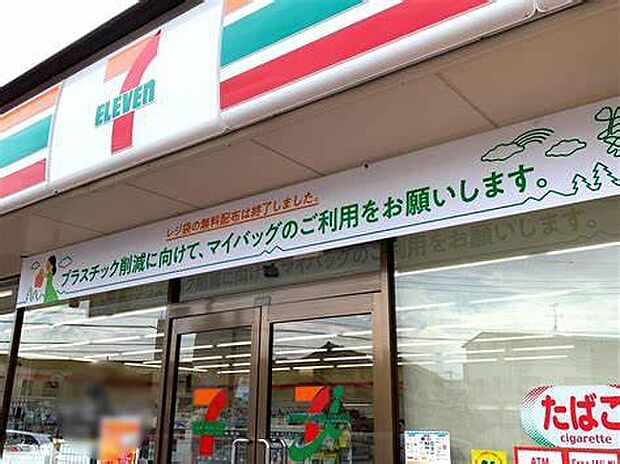 7
ELEVEN
レジ袋の無料配布は終了しました。
プラスチック削減に向けて、マイバッグのご利用をお願いします。
たばこ
cigarette
ATM